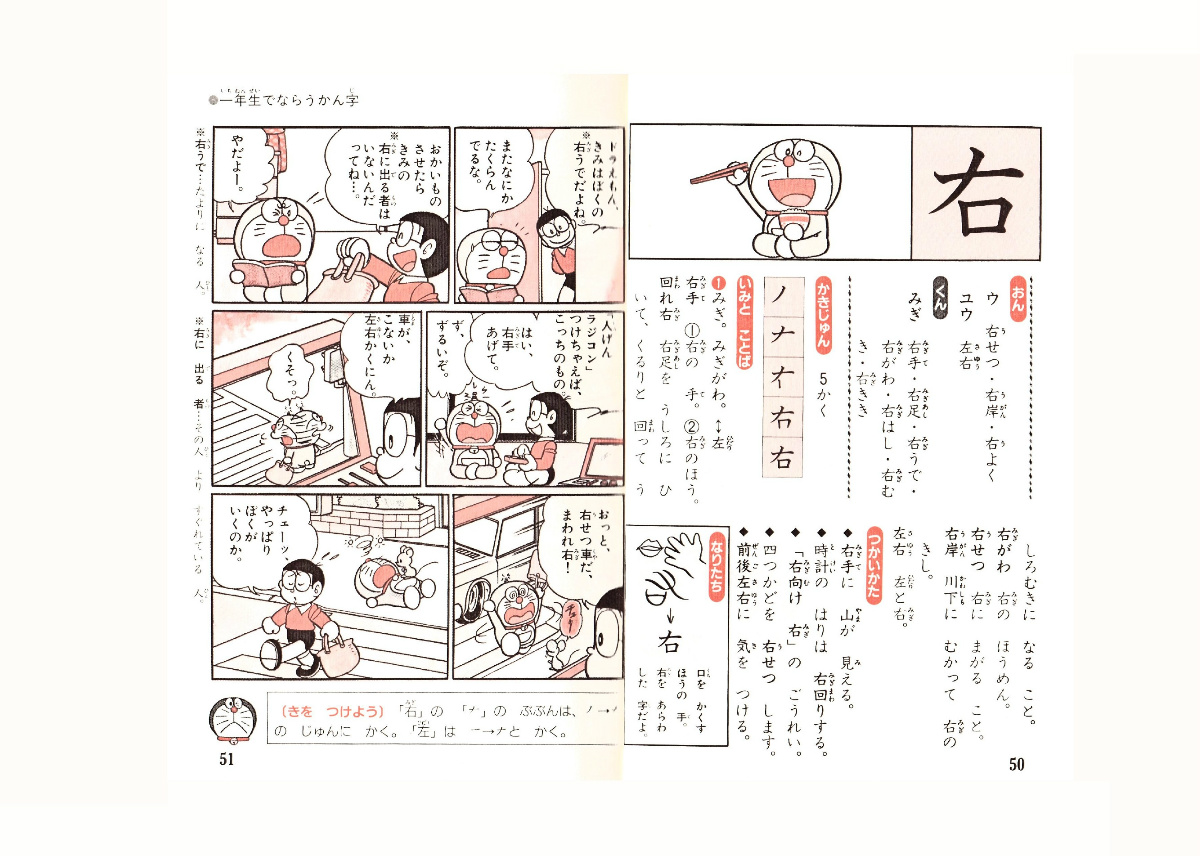 右
おん
ウ 右せつ・右岸・右よく
ユウ 左右
くん
みぎ 右手・右足・右うで・
右がわ・右はし・右む
き・右きき
かきじゅん 5かく
ノナオ右右
いみと ことば
❶みぎ。みぎがわ。↕左
右手 ①右の 手。②右のほう。
回れ右 右足を うしろに ひ
いて、くるりと 回って う
しろむきに なる こと。
右がわ 右の ほうめん。
右せつ 右に まがる こと。
右岸 川下に むかって 右の
きし。
左右 左と右。
つかいかた
◆右手に 山が 見える。
◆時計の はりは 右回りする。
◆「右向け 右」の ごうれい。
◆四つかどを 右せつ します。
◆前後左右に 気を つける。
なりたち
→右
口を かくす
ほうの 手。
右を あらわ
した 字だよ。
50
●一年生でならうかん字
ドラえもん、
きみはぼくの
※右うでだよね。
またなにか
たくらん
でるな。
おかいもの
させたら
きみの
※右に出る者は
いないんだ
ってね…。
やだよー。
「人げん
ラジコン」
つけちゃえば、
こっちのもの
はい、
右手
あげて。
ず、
ずるいぞ。
車が、
こないか
左右かくにん。
くそっ。
おっと、
右せつ車だ、
まわれ右！
チェーッ、
やっぱり
ぼくが
いくのか。
※右うで…たよりに なる 人。
※右に 出る 者…その人 より すぐれている 人。
〔きを つけよう〕「右」の 「ナ」の ぶぶんは、ノ→ナ
の じゅんに かく。「左」は 一→ナと かく。
51